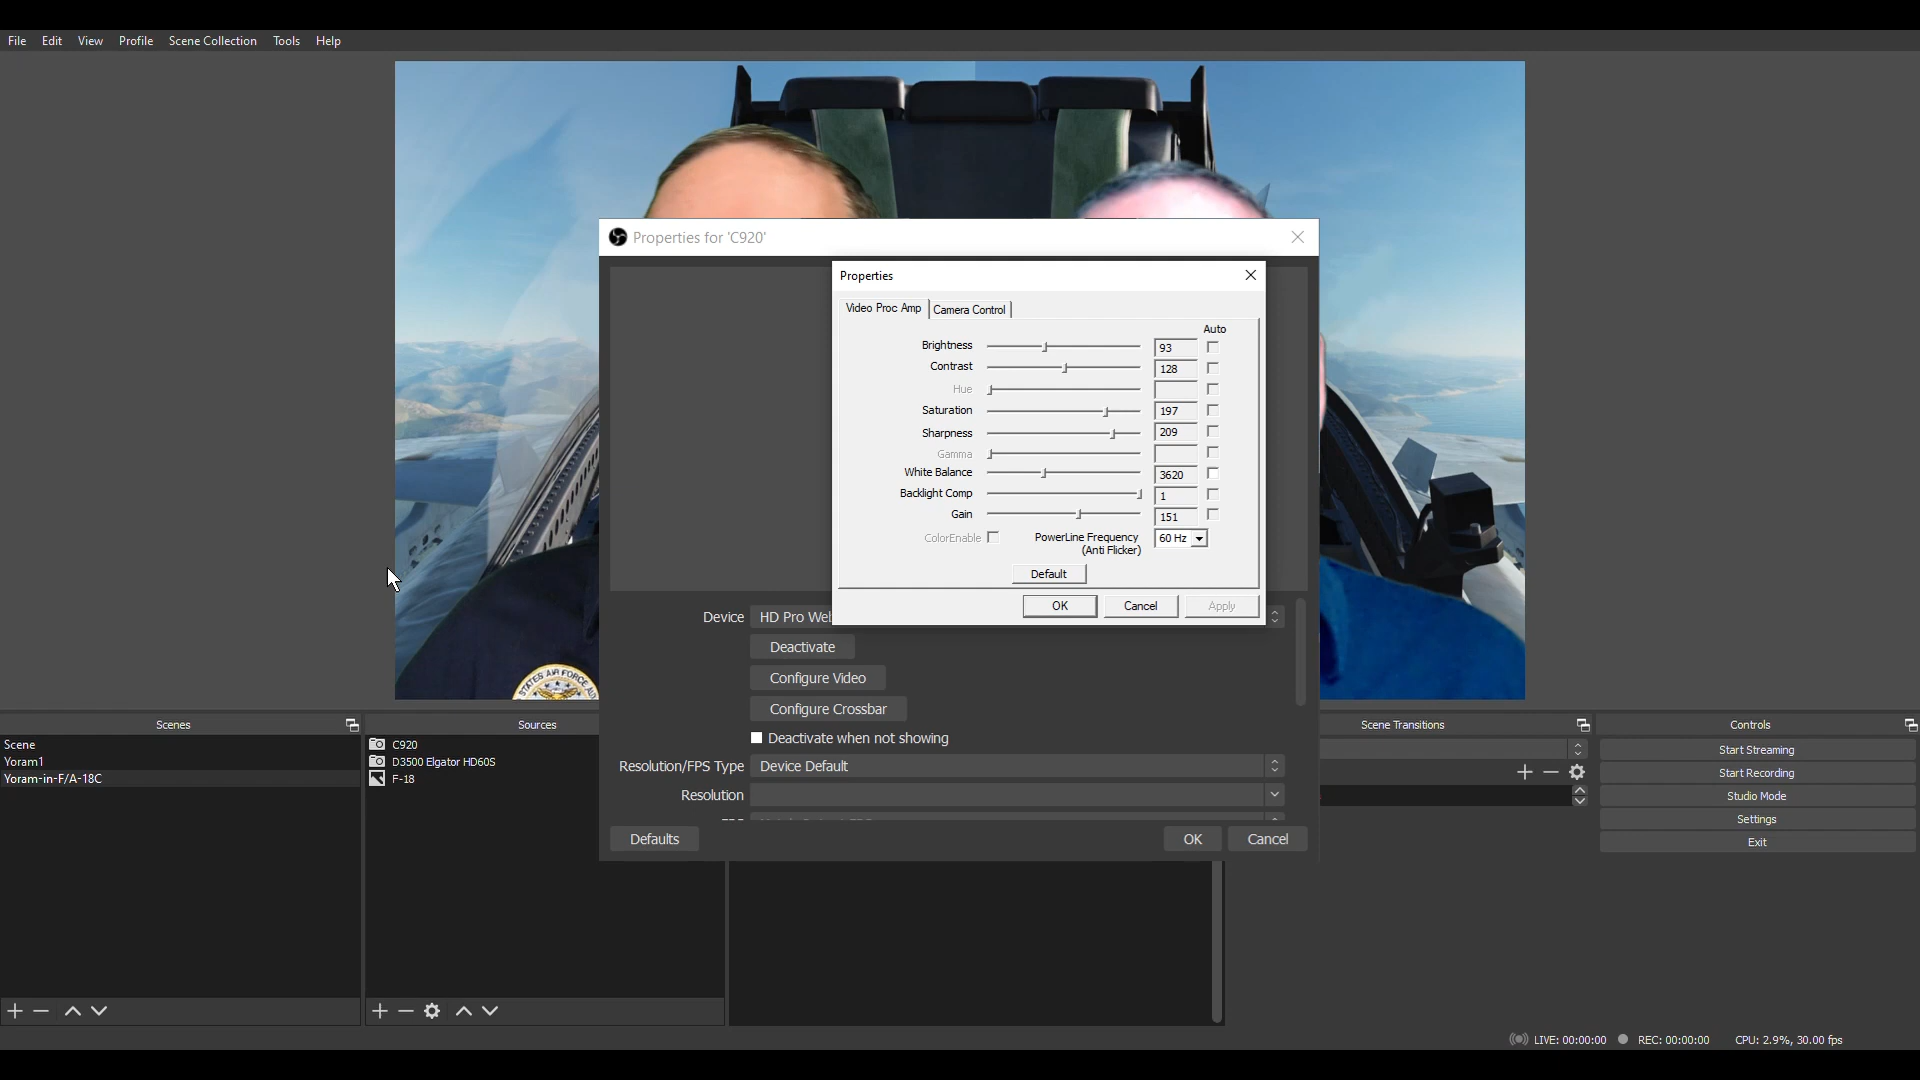 File Edit View Profile Scene Collection Tools Help
Properties for 'C920'
Properties
Video Proc Amp Camera Control
Auto
Brightness 93
Contrast 128
Hue
Saturation 197
Sharpness 209
Gamma
White Balance 3620
Backlight Comp 1
Gain 151
ColorEnable PowerLine Frequency 60 Hz
(Anti Flicker)
Default
OK Cancel Apply
Device HD Pro Web
Deactivate
Configure Video
Configure Crossbar
Deactivate when not showing
Resolution/FPS Type Device Default
Resolution
Defaults OK Cancel
STATES AIR FORCE
Scenes
Scene
Yoram1
Yoram-in-F/A-18C
Sources
C920
D3500 Elgator HD60S
F-18
Scene Transitions
Controls
Start Streaming
Start Recording
Studio Mode
Settings
Exit
LIVE: 00:00:00 REC: 00:00:00 CPU: 2.9%, 30.00 fps